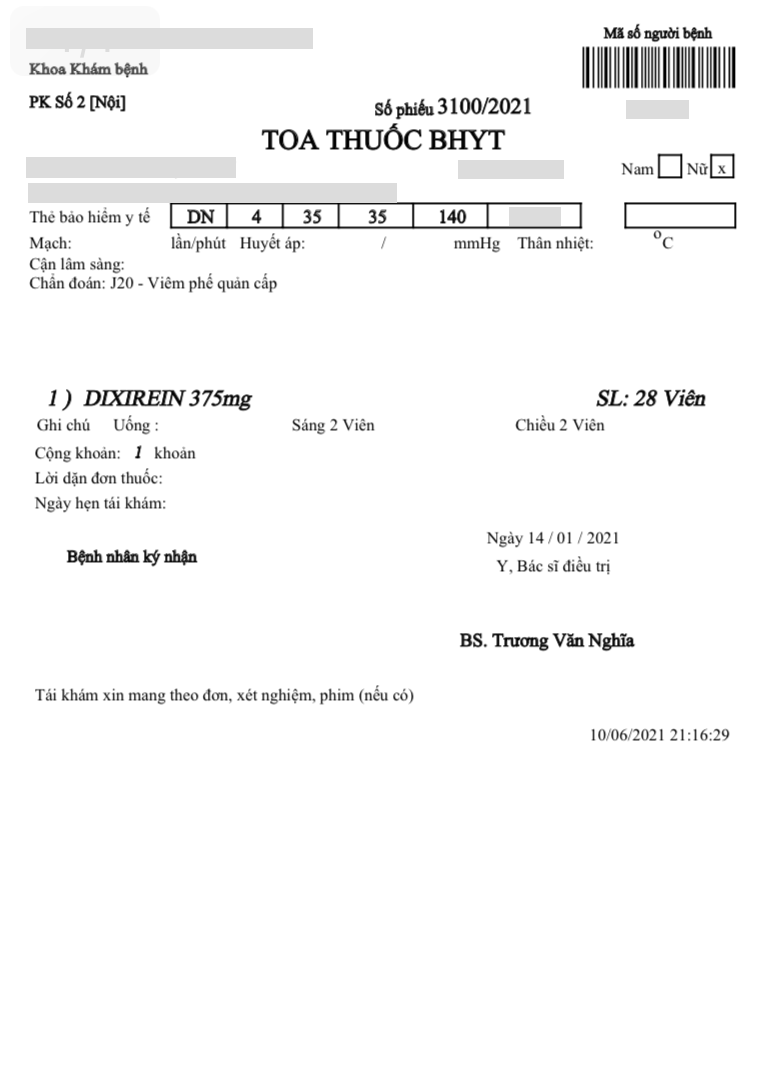 Mã số người bệnh
Khoa Khám bệnh
PK Số 2 [Nội]
Số phiếu 3100/2021
TOA THUỐC BHYT
Nam Nữ x
Thẻ bảo hiểm y tế DN 4 35 35 140
Mạch: lần/phút Huyết áp: / mmHg Thân nhiệt: °C
Cận lâm sàng:
Chẩn đoán: J20 - Viêm phế quản cấp
1 ) DIXIREIN 375mg SL: 28 Viên
Ghi chú Uống : Sáng 2 Viên Chiều 2 Viên
Cộng khoản: 1 khoản
Lời dặn đơn thuốc:
Ngày hẹn tái khám:
Ngày 14 / 01 / 2021
Bệnh nhân ký nhận
Y, Bác sĩ điều trị
BS. Trương Văn Nghĩa
Tái khám xin mang theo đơn, xét nghiệm, phim (nếu có)
10/06/2021 21:16:29